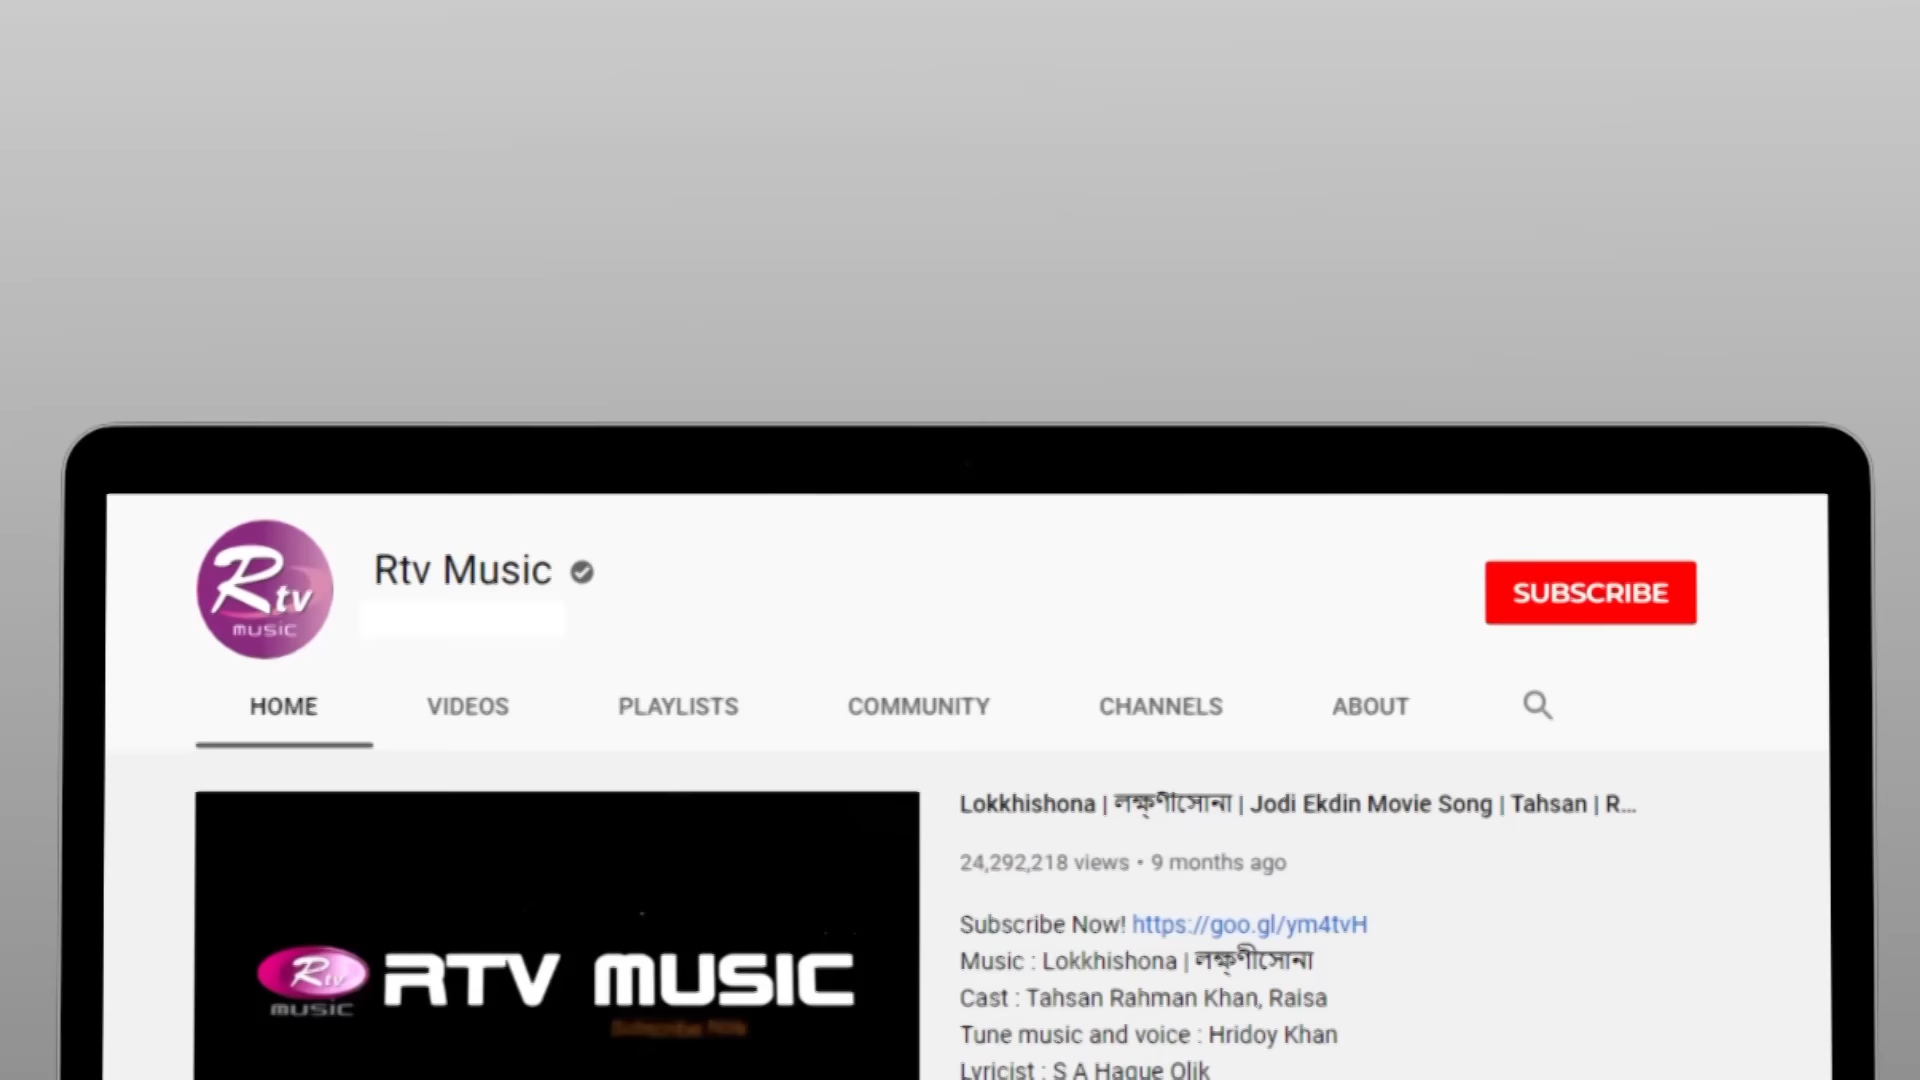 Rtv Music
SUBSCRIBE
Rtv
MUSIC
HOME VIDEOS PLAYLISTS COMMUNITY CHANNELS ABOUT
Lokkhishona | লক্ষ্ণীসোনা | Jodi Ekdin Movie Song | Tahsan | R...
24,292,218 views • 9 months ago
Subscribe Now! https://goo.gl/ym4tvH
Music : Lokkhishona | লক্ষ্ণীসোনা
Cast : Tahsan Rahman Khan, Raisa
Tune music and voice : Hridoy Khan
Lyricist : S A Haque Olik
Rtv
MUSIC
RTV MUSIC
Subscribe Now